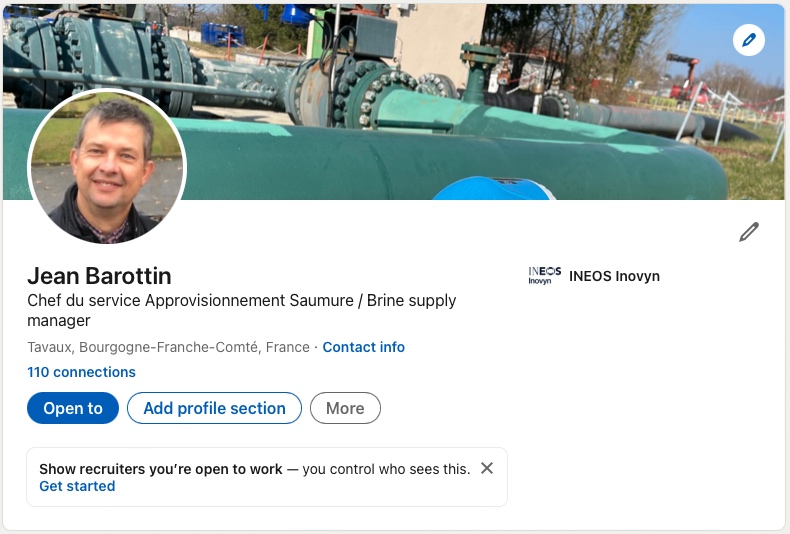 Jean Barottin
INEOS
Inovyn
INEOS Inovyn
Chef du service Approvisionnement Saumure / Brine supply
manager
Tavaux, Bourgogne-Franche-Comté, France · Contact info
110 connections
Open to
Add profile section
More
Show recruiters you’re open to work — you control who sees this.
Get started